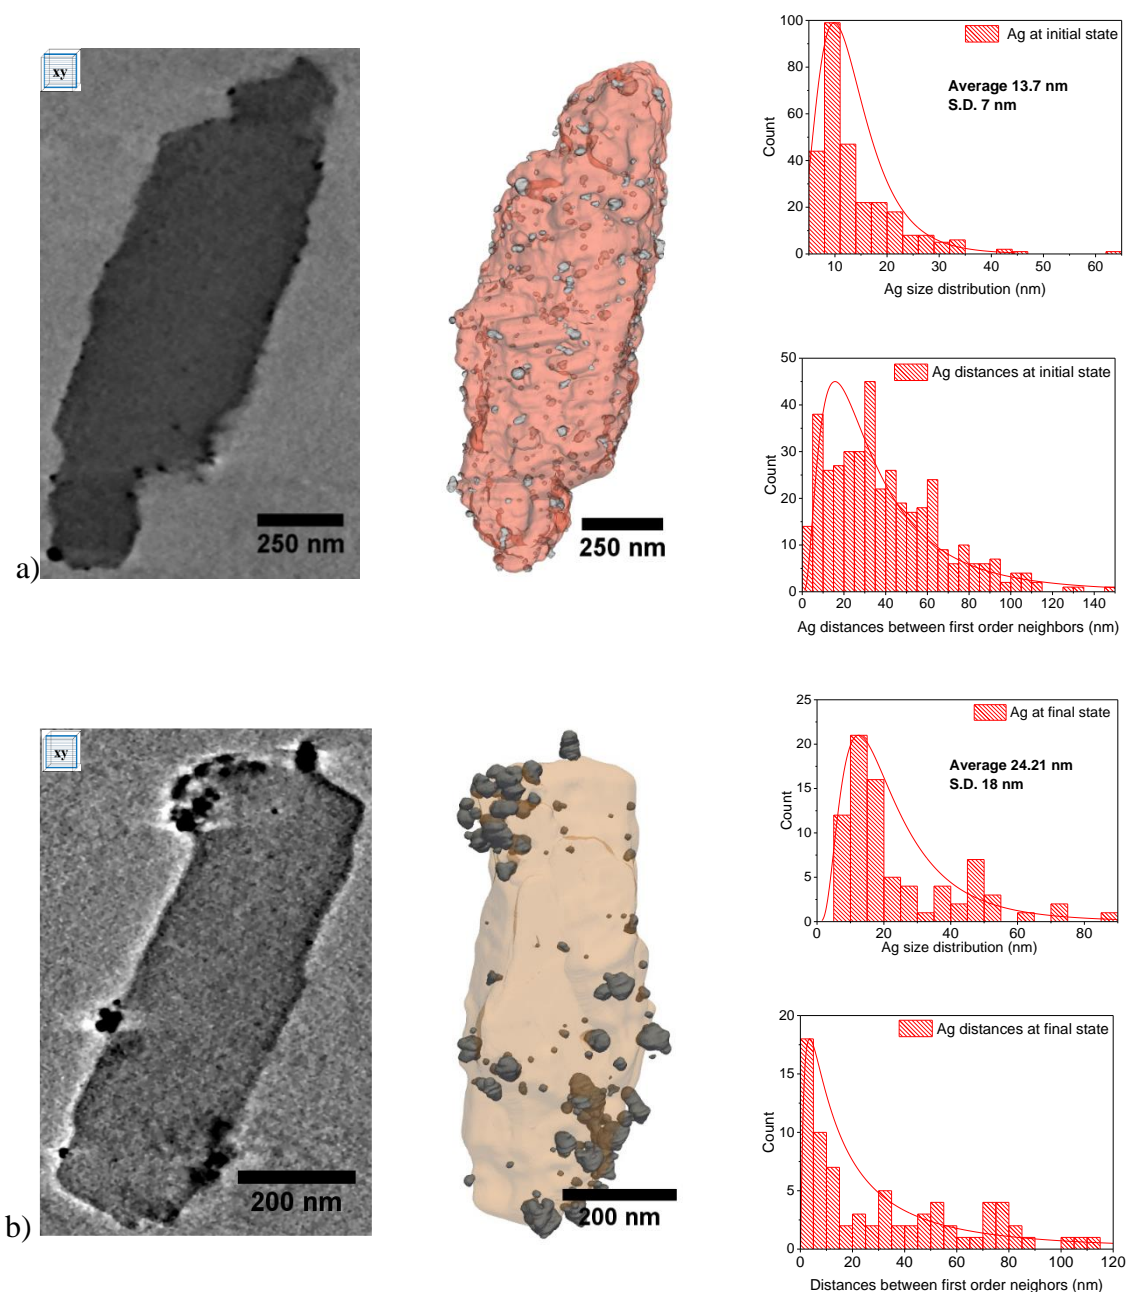 xy
250 nm
250 nm
a)
100
80
60
40
20
0
Count
Ag at initial state
Average 13.7 nm
S.D. 7 nm
10 20 30 40 50 60
Ag size distribution (nm)
50
40
30
20
10
0
Count
Ag distances at initial state
0 20 40 60 80 100 120 140
Ag distances between first order neighbors (nm)
xy
200 nm
200 nm
b)
25
20
15
10
5
0
Count
Ag at final state
Average 24.21 nm
S.D. 18 nm
0 20 40 60 80
Ag size distribution (nm)
20
15
10
5
0
Count
Ag distances at final state
0 20 40 60 80 100 120
Distances between first order neighors (nm)